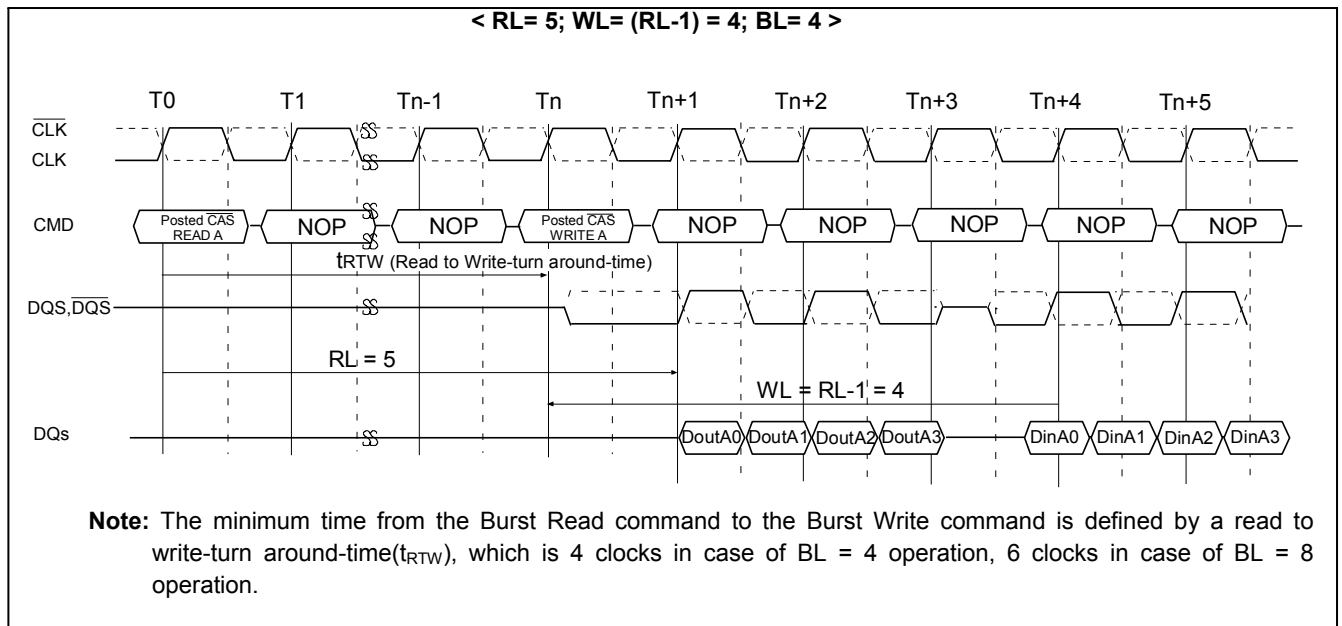 < RL= 5; WL= (RL-1) = 4; BL= 4 >
T0 T1 Tn-1 Tn Tn+1 Tn+2 Tn+3 Tn+4 Tn+5
CLK
CLK
CMD
Posted CAS
READ A
NOP
NOP
Posted CAS
WRITE A
NOP
NOP
NOP
NOP
NOP
tRTW (Read to Write-turn around-time)
DQS,DQS
RL = 5
WL = RL-1 = 4
DQs
DoutA0 DoutA1 DoutA2 DoutA3 DinA0 DinA1 DinA2 DinA3
Note: The minimum time from the Burst Read command to the Burst Write command is defined by a read to
write-turn around-time(tRTW), which is 4 clocks in case of BL = 4 operation, 6 clocks in case of BL = 8
operation.